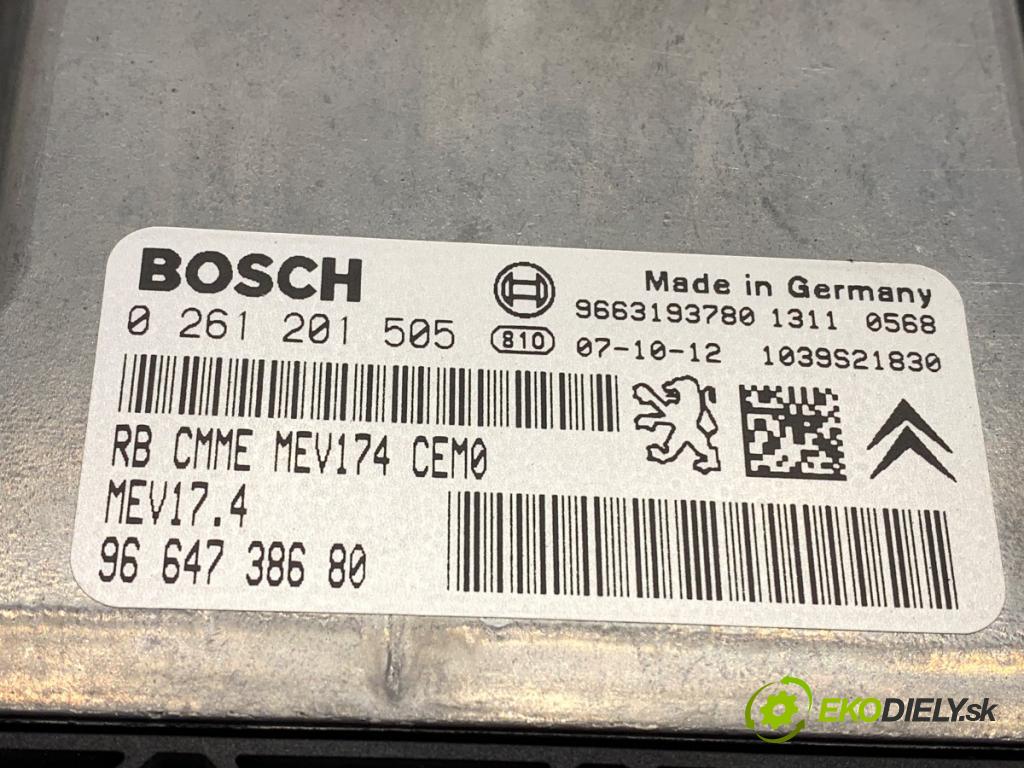 BOSCH
Made in Germany
0 261 201 505
9663193780 1311 0568
810 07-10-12 1039S21830
RB CMME MEV174 CEM0
MEV17.4
96 647 386 80
EKODIELY.sk